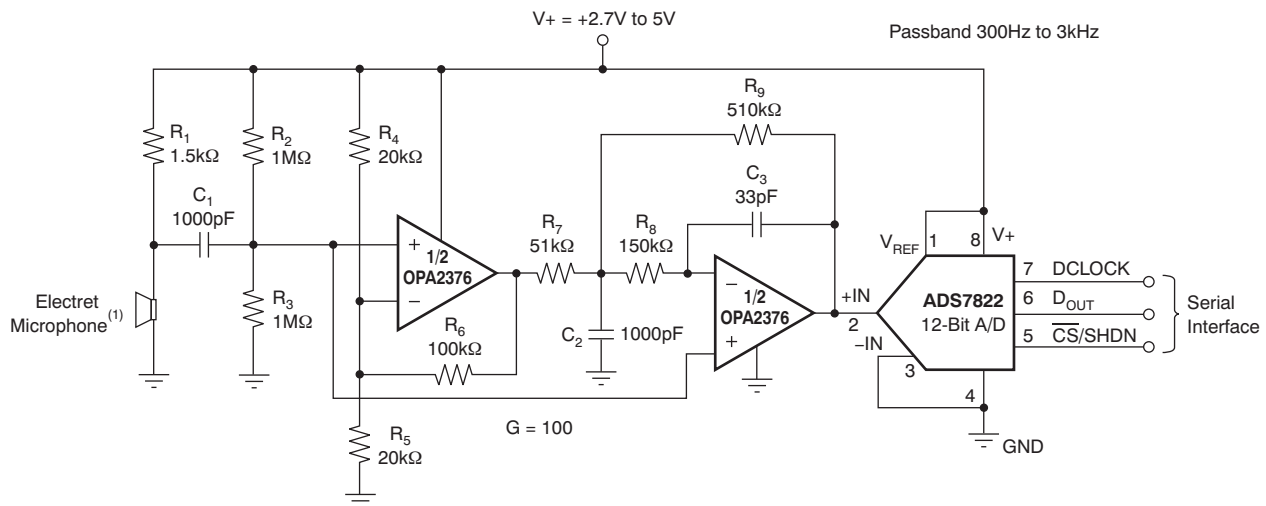 V+ = +2.7V to 5V
Passband 300Hz to 3kHz
R1
1.5kΩ
R2
1MΩ
R4
20kΩ
R9
510kΩ
C3
33pF
C1
1000pF
R7
51kΩ
R8
150kΩ
VREF 1 8 V+
+
1/2
OPA2376
−
−
1/2
OPA2376
+
+IN
2
−IN
3
ADS7822
12-Bit A/D
7 DCLOCK
6 DOUT
5 C̅S̅/SHDN
4
Serial
Interface
Electret
Microphone(1)
R3
1MΩ
R6
100kΩ
C2 1000pF
G = 100
R5
20kΩ
GND